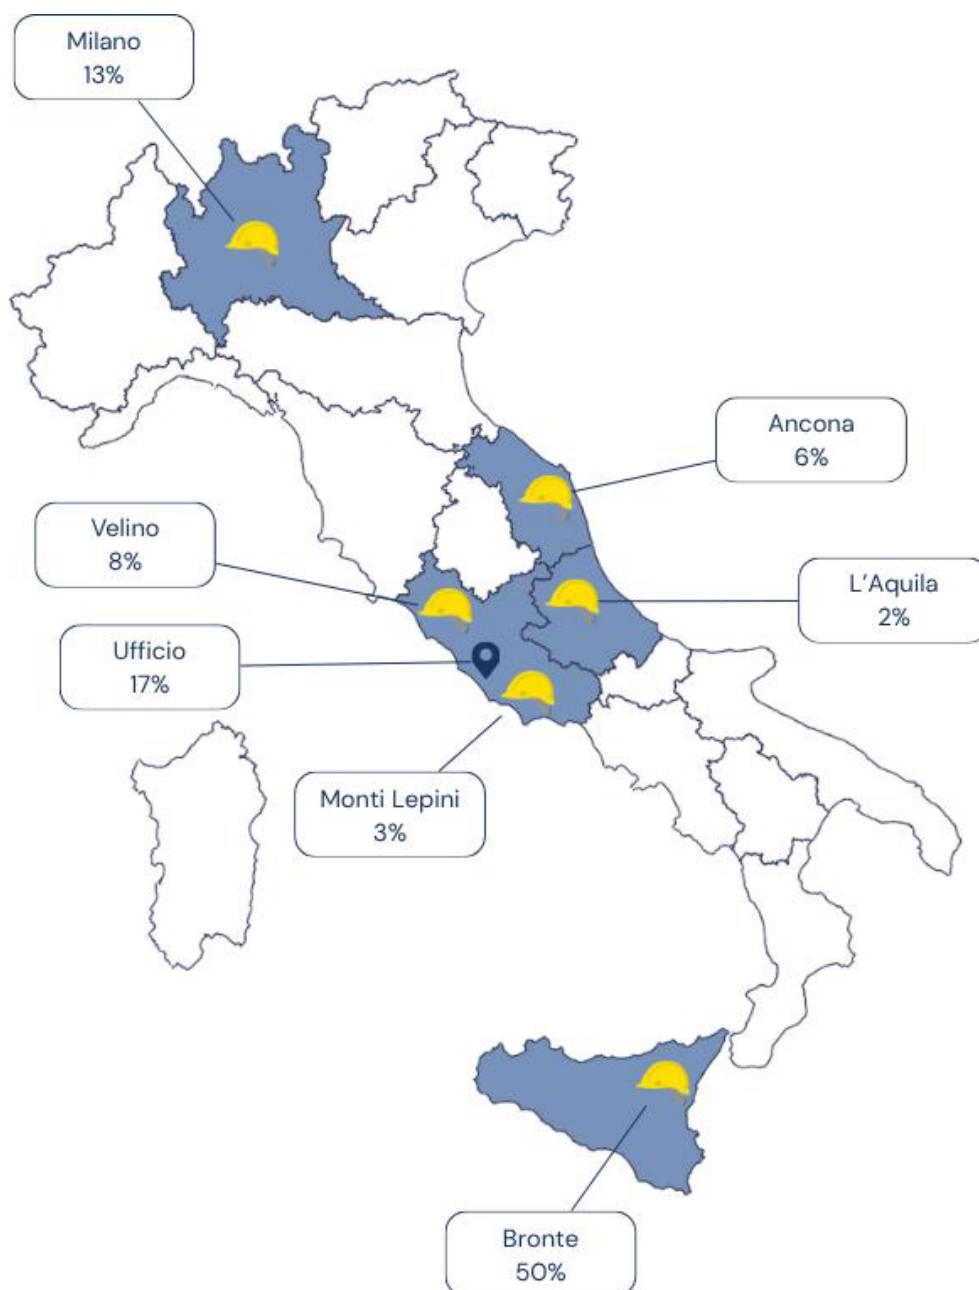 Milano
13%
Ancona
6%
Velino
8%
L’Aquila
2%
Ufficio
17%
Monti Lepini
3%
Bronte
50%